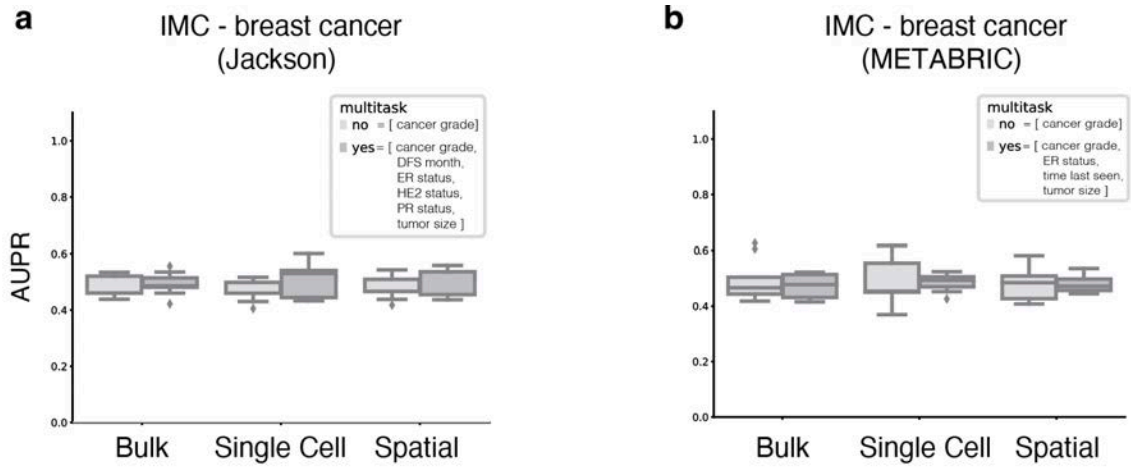 a
IMC - breast cancer
(Jackson)
multitask
no = [ cancer grade]
yes = [ cancer grade,
DFS month,
ER status,
HE2 status,
PR status,
tumor size ]
AUPR
1.0
0.8
0.6
0.4
0.2
0.0
Bulk Single Cell Spatial
b
IMC - breast cancer
(METABRIC)
multitask
no = [ cancer grade]
yes = [ cancer grade,
ER status,
time last seen,
tumor size ]
1.0
0.8
0.6
0.4
0.2
0.0
Bulk Single Cell Spatial